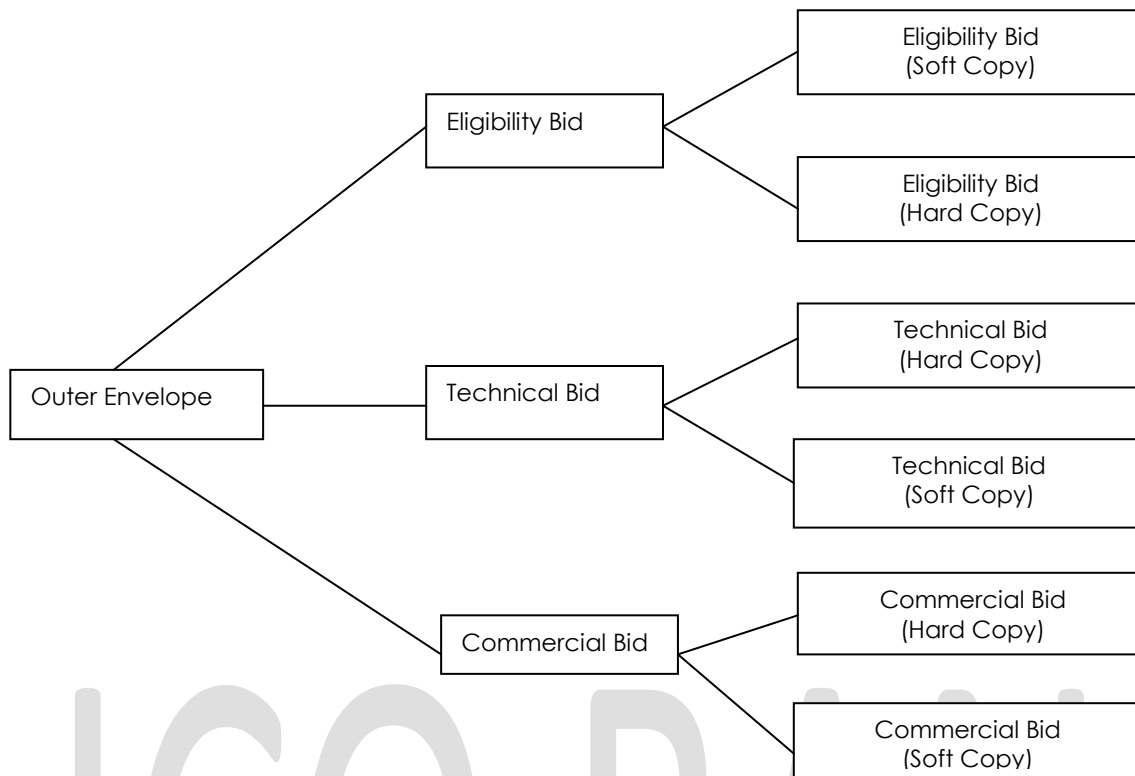 Eligibility Bid
(Soft Copy)
Eligibility Bid
Eligibility Bid
(Hard Copy)
Technical Bid
(Hard Copy)
Outer Envelope
Technical Bid
Technical Bid
(Soft Copy)
Commercial Bid
(Hard Copy)
Commercial Bid
Commercial Bid
(Soft Copy)